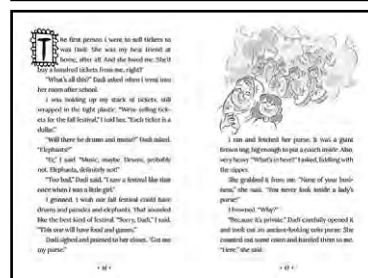 The first person I went to sell tickets to
was Dadi. She was my best friend at
home, after all. And she loved me. She'd
buy a hundred tickets from me, right?
"What's all this?" Dadi asked when I went into
her room after school.
I was holding up my stack of tickets, still
wrapped in the tight plastic. "We're selling tick-
ets for the fall festival," I told her. "Each ticket is a
dollar."
"Will there be drums and music?" Dadi asked.
"Elephants?"
"Er," I said. "Music, maybe. Drums, probably
not. Elephants, definitely not!"
"Too bad," Dadi said. "I saw a festival like that
once when I was a little girl."
I grinned. I wish our fall festival could have
drums and parades and elephants. That sounded
like the best kind of festival. "Sorry, Dadi," I said.
"This one will have food and games."
Dadi sighed and pointed to her closet. "Get me
my purse."
I ran and fetched her purse. It was a giant
brown bag, big enough to put a couch inside. Also,
very heavy. "What's in here?" I asked, fiddling with
the zipper.
She grabbed it from me. "None of your busi-
ness," she said. "You never look inside a lady's
purse!"
I frowned. "Why?"
"Because it's private." Dadi carefully opened it
and took out an ancient-looking coin purse. She
counted out some coins and handed them to me.
"Here," she said.